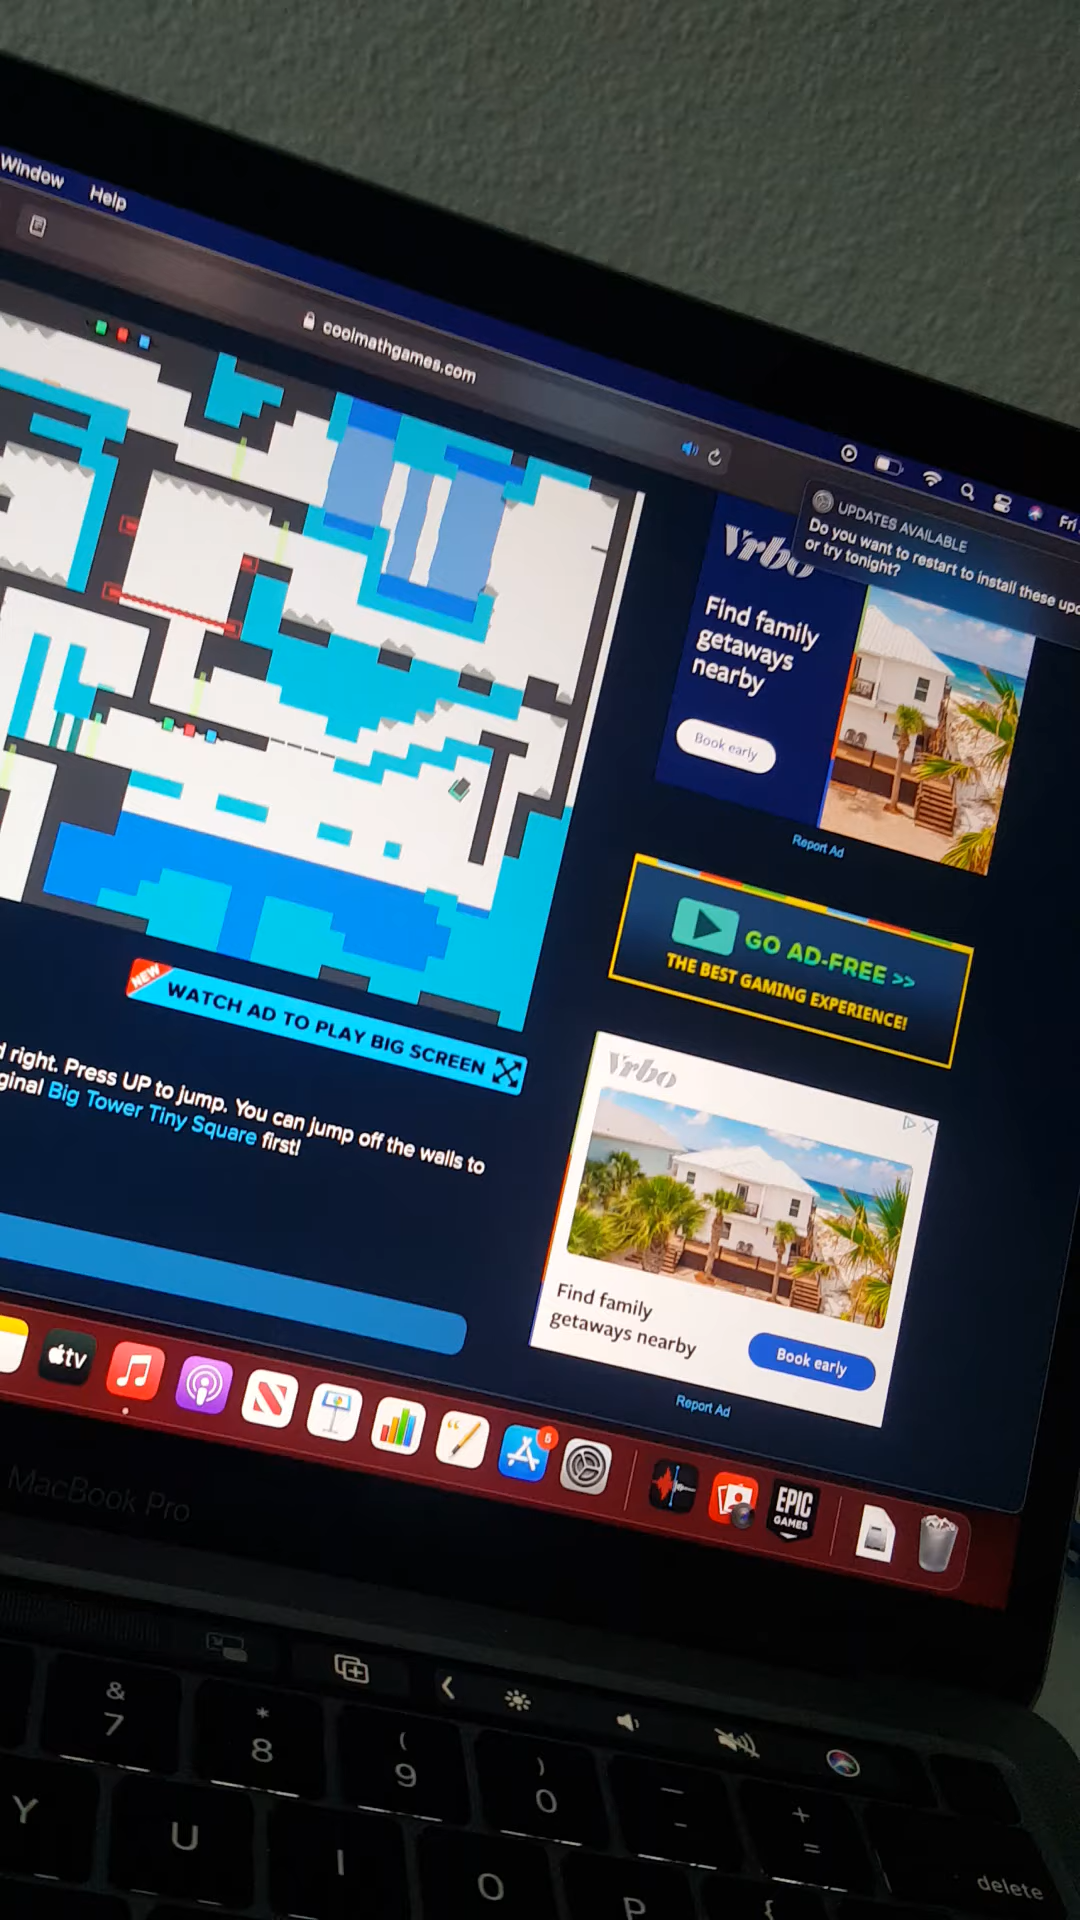 Window Help
coolmathgames.com
Fri
UPDATES AVAILABLE
Do you want to restart to install these upd
or try tonight?
Vrbo
Find family
getaways
nearby
Book early
Report Ad
GO AD-FREE >>
THE BEST GAMING EXPERIENCE!
NEW
WATCH AD TO PLAY BIG SCREEN
d right. Press UP to jump. You can jump off the walls to
ginal Big Tower Tiny Square first!
Vrbo
Find family
getaways nearby
Book early
Report Ad
tv
5
EPIC
GAMES
MacBook Pro
& 7
* 8
( 9
) 0
_ -
+ =
Y U I O P {
delete